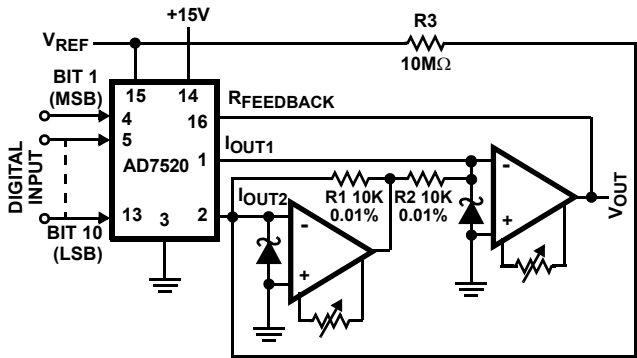 +15V
VREF
R3
10MΩ
BIT 1
(MSB)
15
14
RFEEDBACK
4
16
5
IOUT1
1
AD7520
DIGITAL
INPUT
R1 10K
0.01%
R2 10K
0.01%
IOUT2
13
3
2
BIT 10
(LSB)
-
+
-
+
VOUT